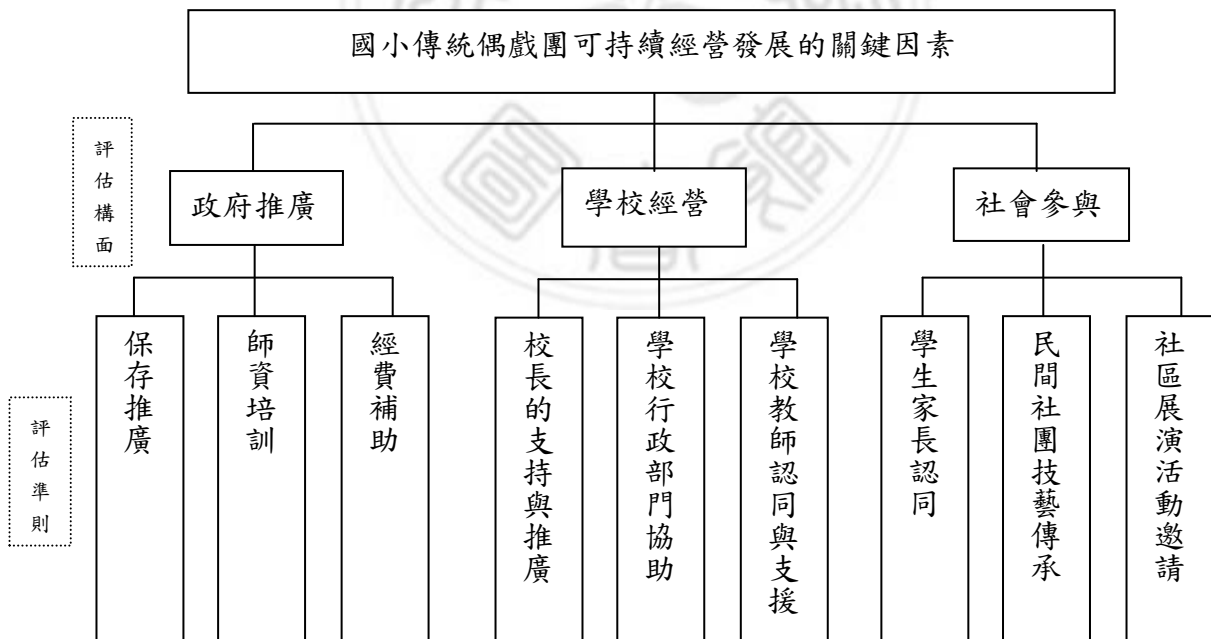 國小傳統偶戲團可持續經營發展的關鍵因素
評估構面
政府推廣
學校經營
社會參與
評估準則
保存推廣
師資培訓
經費補助
校長的支持與推廣
學校行政部門協助
學校教師認同與支援
學生家長認同
民間社團技藝傳承
社區展演活動邀請